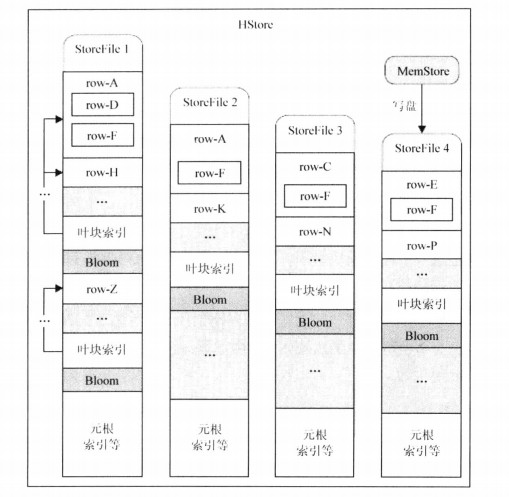 HStore
StoreFile 1
row-A
row-D
row-F
row-H
...
叶块索引
Bloom
row-Z
...
叶块索引
Bloom
元根
索引等
...
...
StoreFile 2
row-A
row-F
row-K
...
叶块索引
Bloom
...
元根
索引等
StoreFile 3
row-C
row-F
row-N
...
叶块索引
Bloom
...
元根
索引等
MemStore
写盘
StoreFile 4
row-E
row-F
row-P
...
叶块索引
Bloom
...
元根
索引等